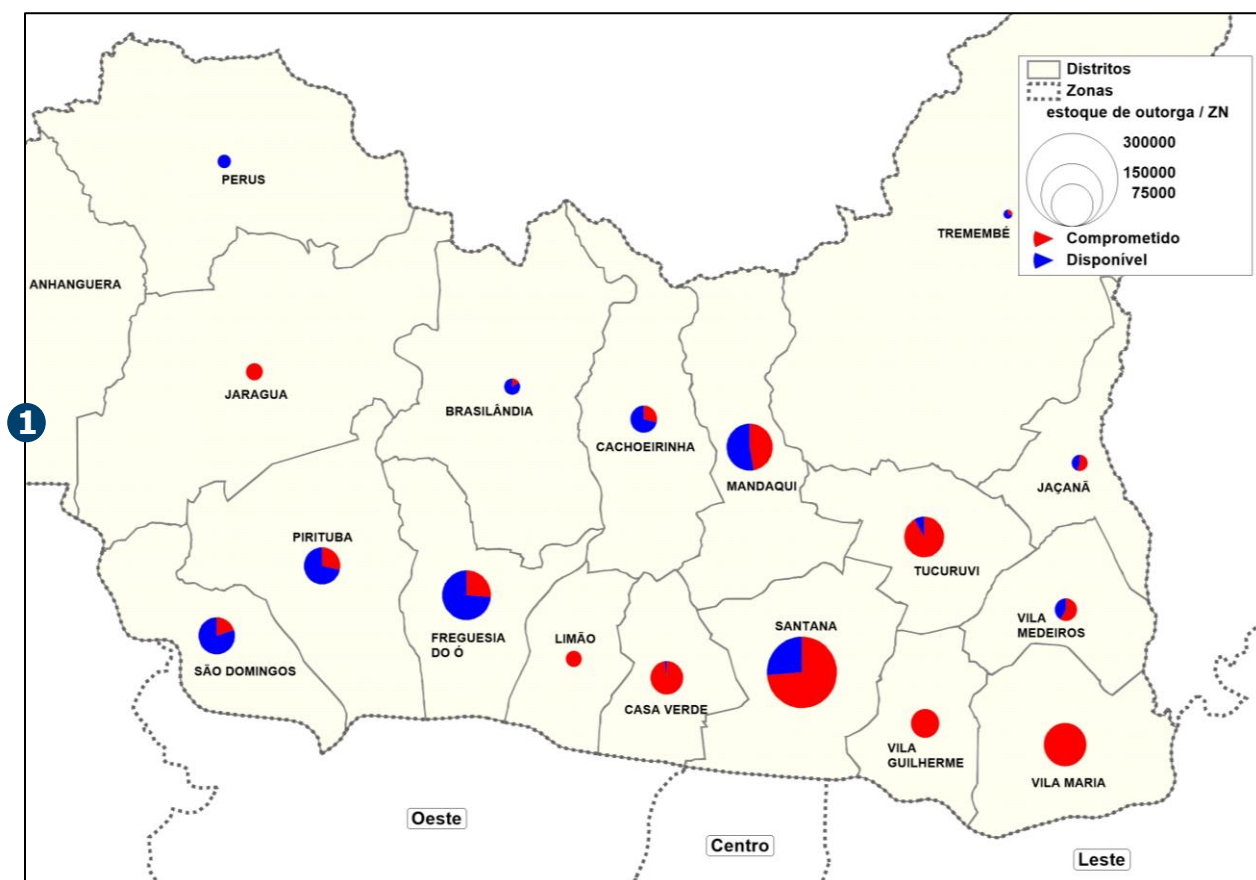 Distritos
Zonas
estoque de outorga / ZN
300000
150000
75000
Comprometido
Disponível
PERUS
TREMEMBÉ
ANHANGUERA
JARAGUA
BRASILÂNDIA
1
CACHOEIRINHA
MANDAQUI
JAÇANÃ
PIRITUBA
TUCURUVI
FREGUESIA
DO Ó
LIMÃO
SANTANA
VILA
MEDEIROS
SÃO DOMINGOS
CASA VERDE
VILA
GUILHERME
VILA MARIA
Oeste
Centro
Leste